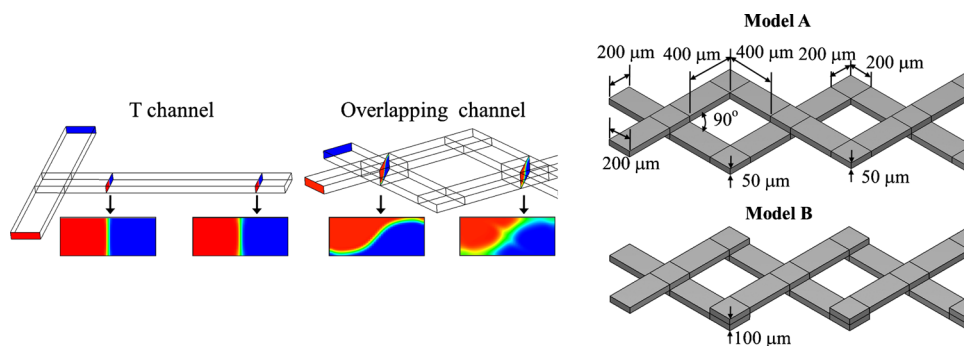 T channel
Overlapping channel
Model A
200 μm
400 μm
400 μm
200 μm
200 μm
90°
200 μm
50 μm
50 μm
Model B
100 μm